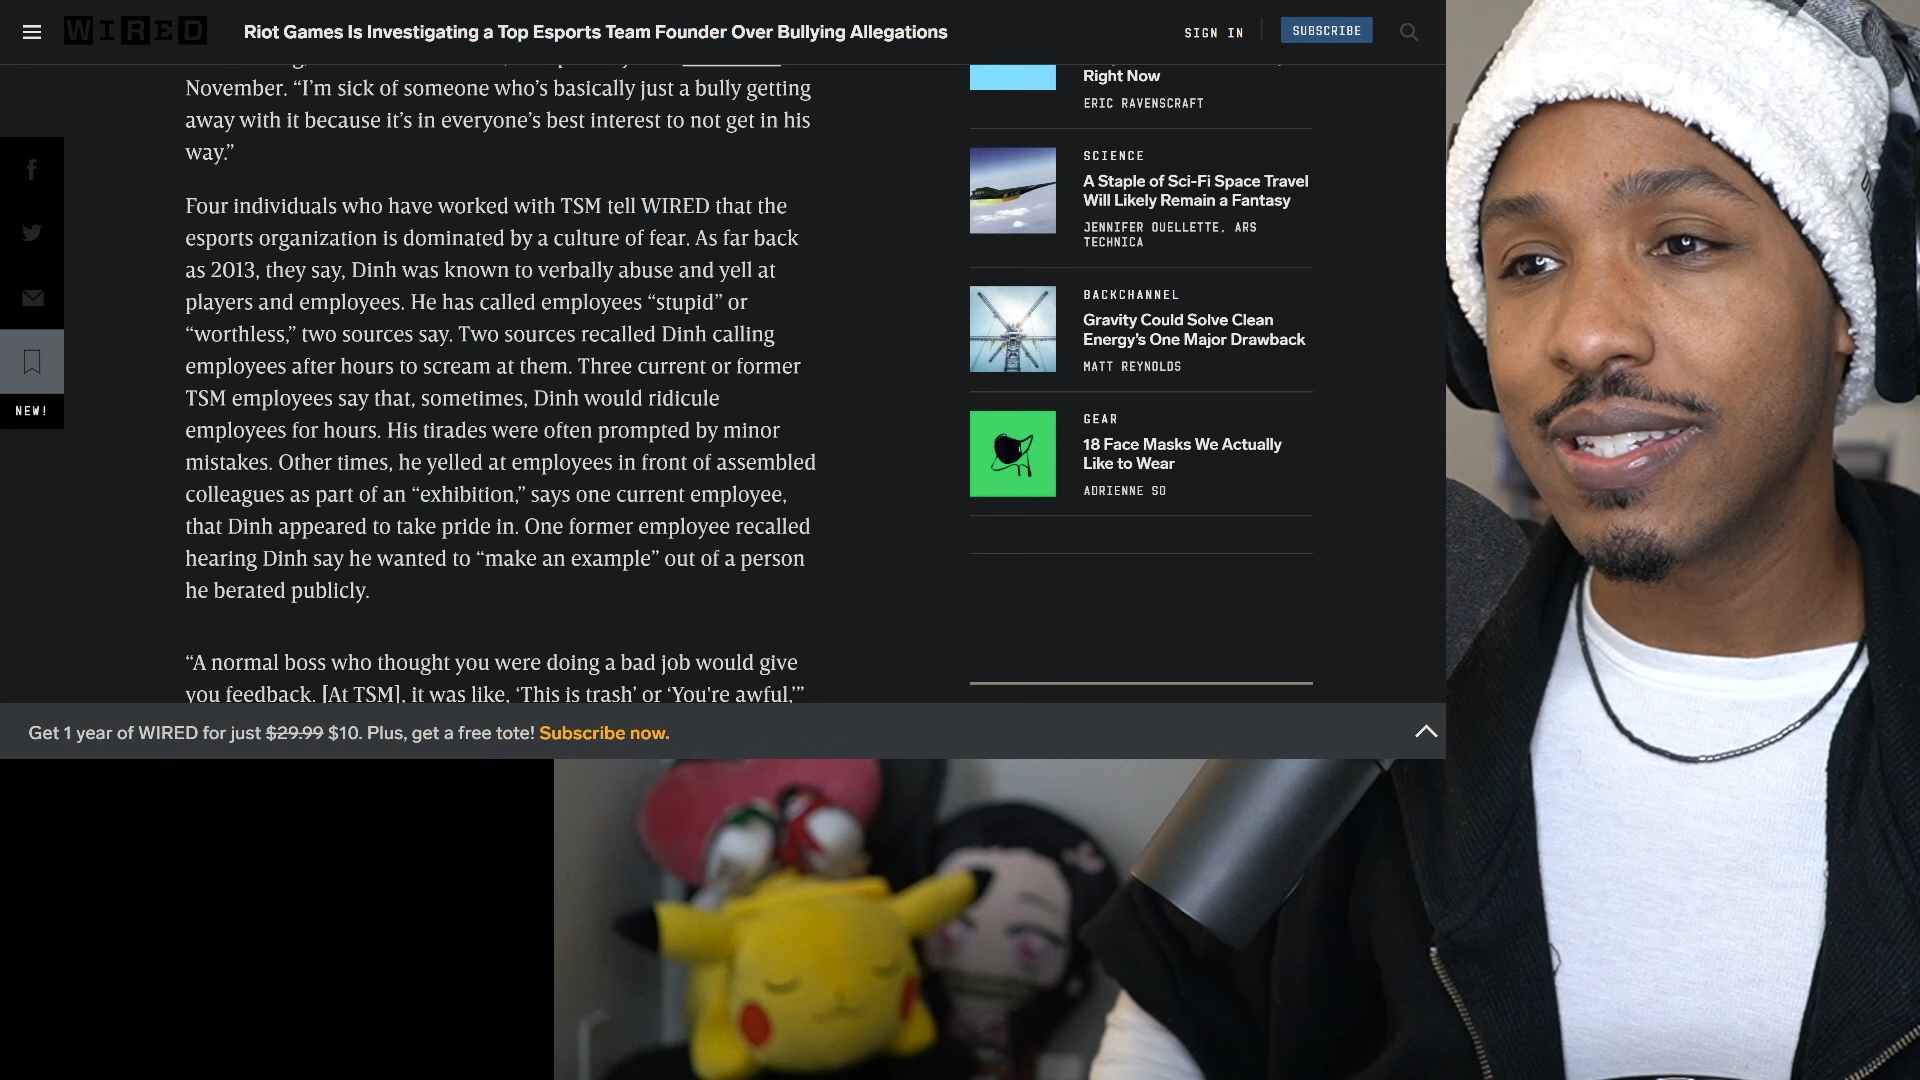 WIRED
Riot Games Is Investigating a Top Esports Team Founder Over Bullying Allegations
SIGN IN
SUBSCRIBE
November. “I’m sick of someone who’s basically just a bully getting
away with it because it’s in everyone’s best interest to not get in his
way.”
Four individuals who have worked with TSM tell WIRED that the
esports organization is dominated by a culture of fear. As far back
as 2013, they say, Dinh was known to verbally abuse and yell at
players and employees. He has called employees “stupid” or
“worthless,” two sources say. Two sources recalled Dinh calling
employees after hours to scream at them. Three current or former
TSM employees say that, sometimes, Dinh would ridicule
employees for hours. His tirades were often prompted by minor
mistakes. Other times, he yelled at employees in front of assembled
colleagues as part of an “exhibition,” says one current employee,
that Dinh appeared to take pride in. One former employee recalled
hearing Dinh say he wanted to “make an example” out of a person
he berated publicly.
“A normal boss who thought you were doing a bad job would give
you feedback. [At TSM], it was like, ‘This is trash’ or ‘You're awful,’”
NEW!
Right Now
ERIC RAVENSCRAFT
SCIENCE
A Staple of Sci-Fi Space Travel
Will Likely Remain a Fantasy
JENNIFER OUELLETTE, ARS
TECHNICA
BACKCHANNEL
Gravity Could Solve Clean
Energy’s One Major Drawback
MATT REYNOLDS
GEAR
18 Face Masks We Actually
Like to Wear
ADRIENNE SO
Get 1 year of WIRED for just $29.99 $10. Plus, get a free tote! Subscribe now.